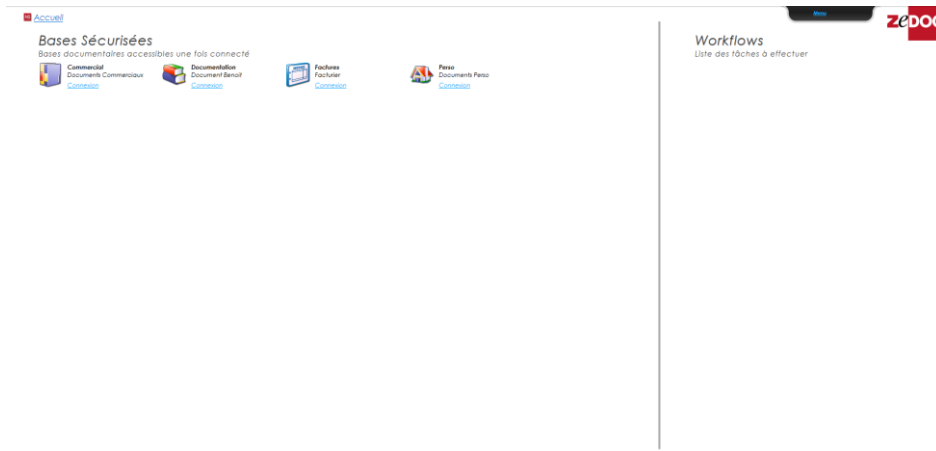 Accueil
Menu
ZeDOC
Bases Sécurisées
Bases documentaires accessibles une fois connecté
Commercial
Documents Commerciaux
Connexion
Documentation
Document Benoit
Connexion
Factures
Facturier
Connexion
Perso
Documents Perso
Connexion
Workflows
Liste des tâches à effectuer